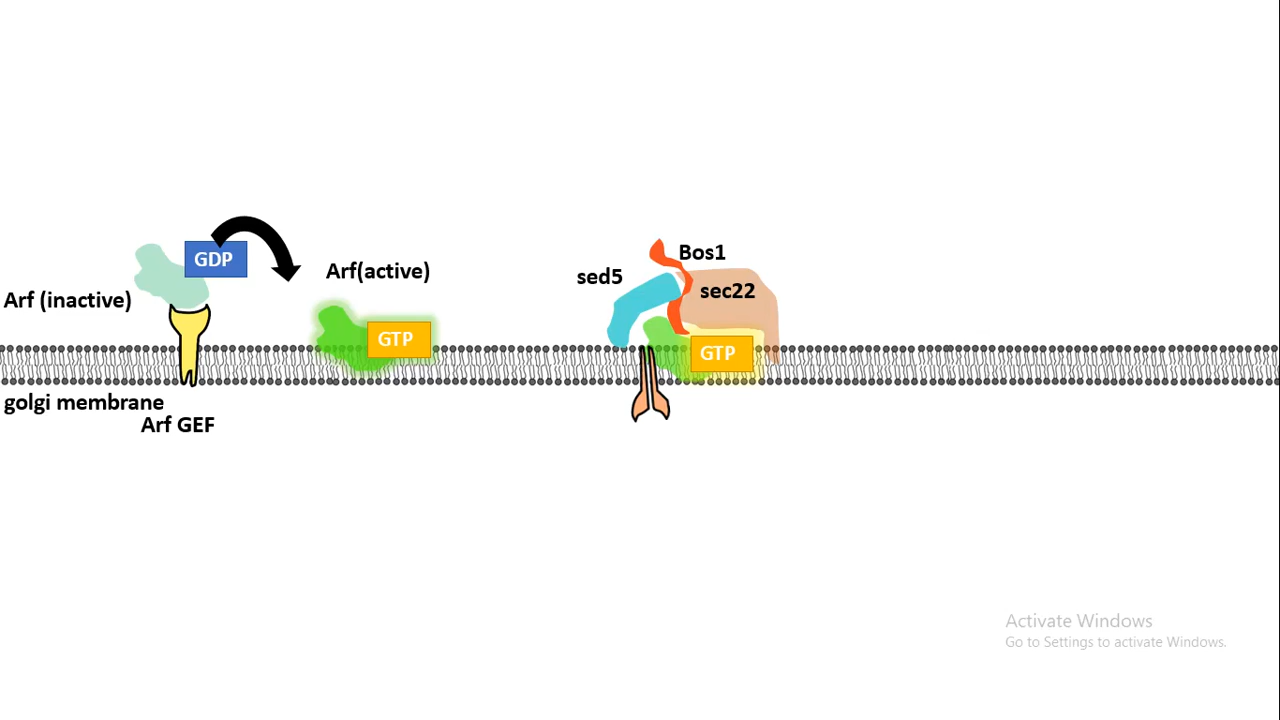 GDP
Arf(active)
Arf (inactive)
GTP
golgi membrane
Arf GEF
Bos1
sed5
sec22
GTP
Activate Windows
Go to Settings to activate Windows.